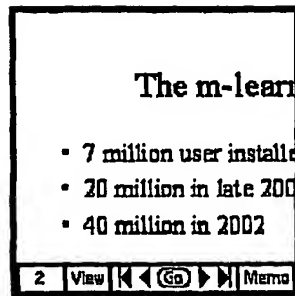 The m-learn
▪ 7 million user installe
▪ 20 million in late 200
▪ 40 million in 2002
2 View Go Memo